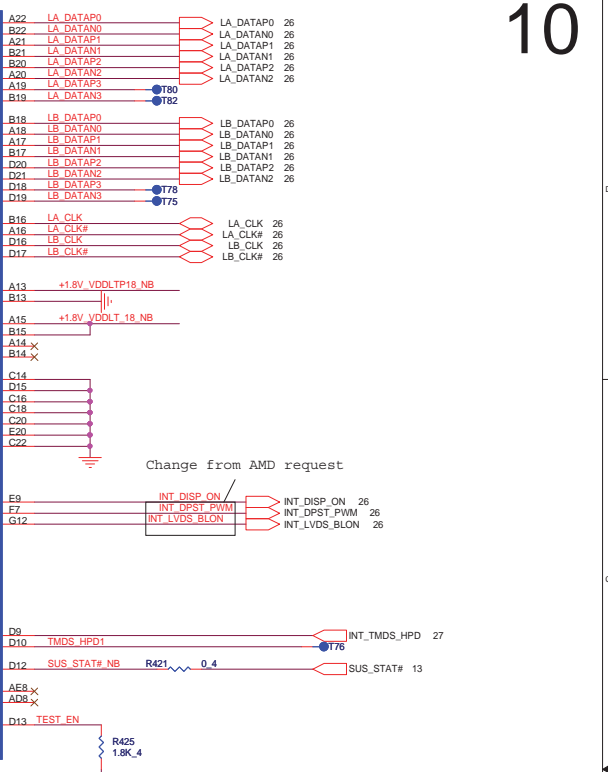 10
A22 LA_DATAP0 LA_DATAP0 26
B22 LA_DATAN0 LA_DATAN0 26
A21 LA_DATAP1 LA_DATAP1 26
B21 LA_DATAN1 LA_DATAN1 26
B20 LA_DATAP2 LA_DATAP2 26
A20 LA_DATAN2 LA_DATAN2 26
A19 LA_DATAP3 T80
B19 LA_DATAN3 T82
B18 LB_DATAP0 LB_DATAP0 26
A18 LB_DATAN0 LB_DATAN0 26
A17 LB_DATAP1 LB_DATAP1 26
B17 LB_DATAN1 LB_DATAN1 26
D20 LB_DATAP2 LB_DATAP2 26
D21 LB_DATAN2 LB_DATAN2 26
D18 LB_DATAP3 T78
D19 LB_DATAN3 T75
B16 LA_CLK LA_CLK 26
A16 LA_CLK# LA_CLK# 26
D16 LB_CLK LB_CLK 26
D17 LB_CLK# LB_CLK# 26
A13 +1.8V_VDDLTP18_NB
B13
A15 +1.8V_VDDLT_18_NB
B15
A14
B14
C14
D15
C16
C18
C20
E20
C22
Change from AMD request
E9 INT_DISP_ON INT_DISP_ON 26
F7 INT_DPST_PWM INT_DPST_PWM 26
G12 INT_LVDS_BLON INT_LVDS_BLON 26
D9 INT_TMDS_HPD 27
D10 TMDS_HPD1 T76
D12 SUS_STAT#_NB R421 0_4 SUS_STAT# 13
AE8
AD8
D13 TEST_EN
R425
1.8K_4